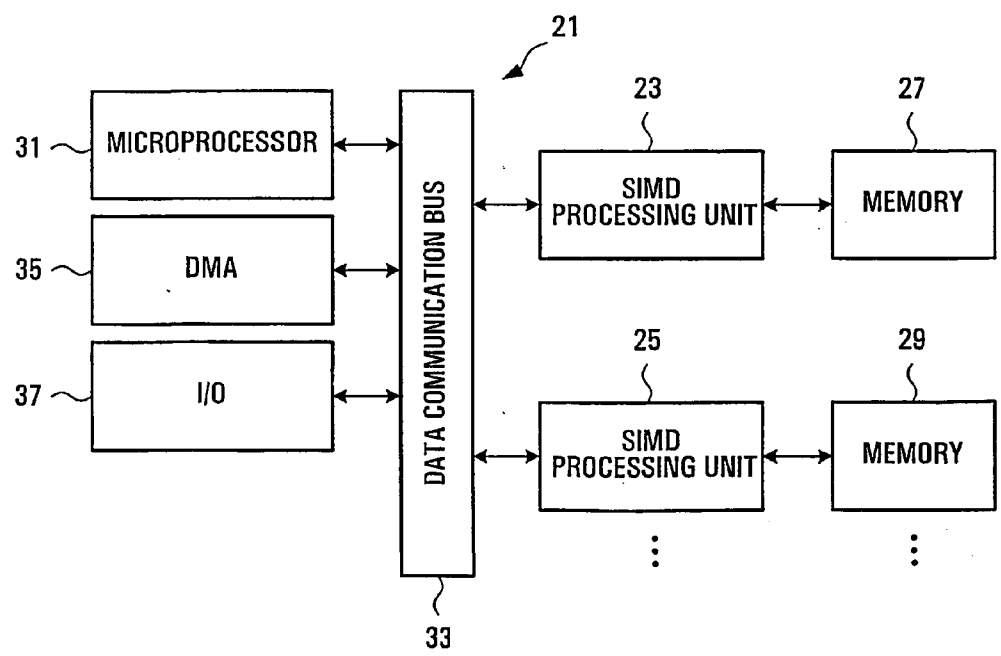 21
23
27
31
MICROPROCESSOR
SIMD
PROCESSING UNIT
MEMORY
35
DMA
DATA COMMUNICATION BUS
25
29
37
I/O
SIMD
PROCESSING UNIT
MEMORY
33